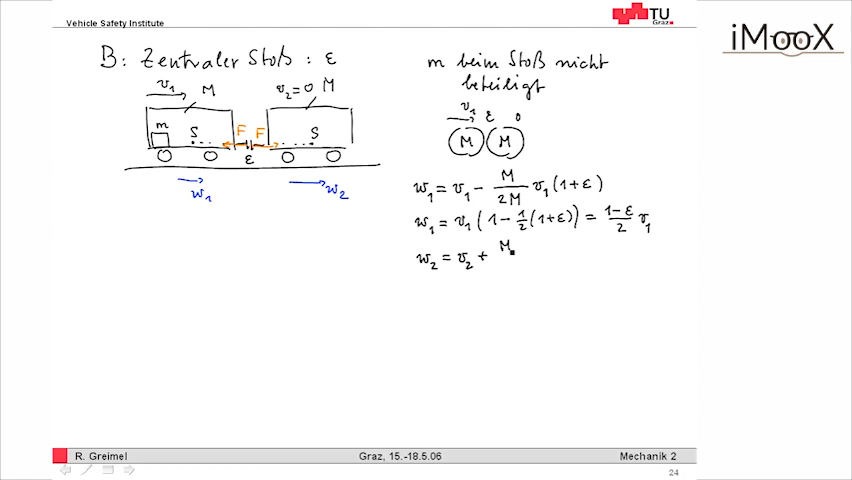 Vehicle Safety Institute
TU
Graz
iMooX
B: Zentraler Stoß: ε
m beim Stoß nicht
beteiligt
v₁ M v₂=0 M
m S F F S
ε
w₁ w₂
v₁ ε 0
M M
w₁ = v₁ - M/2M v₁ (1+ε)
w₁ = v₁ (1 - 1/2 (1+ε)) = 1-ε/2 v₁
w₂ = v₂ + M
R. Greimel Graz, 15.-18.5.06 Mechanik 2
24